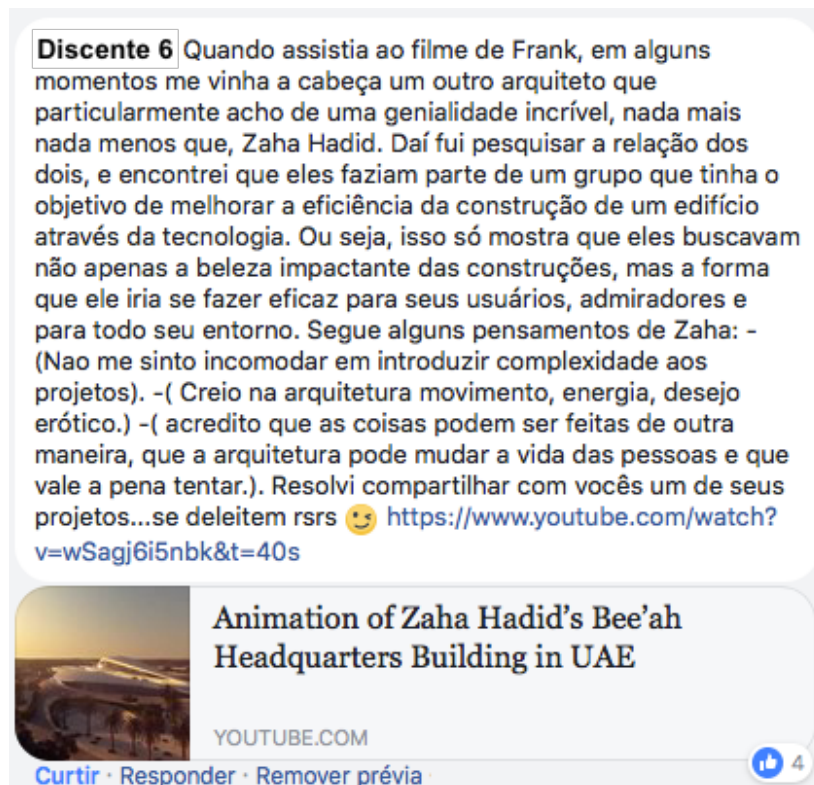 Discente 6 Quando assistia ao filme de Frank, em alguns
momentos me vinha a cabeça um outro arquiteto que
particularmente acho de uma genialidade incrível, nada mais
nada menos que, Zaha Hadid. Daí fui pesquisar a relação dos
dois, e encontrei que eles faziam parte de um grupo que tinha o
objetivo de melhorar a eficiência da construção de um edifício
através da tecnologia. Ou seja, isso só mostra que eles buscavam
não apenas a beleza impactante das construções, mas a forma
que ele iria se fazer eficaz para seus usuários, admiradores e
para todo seu entorno. Segue alguns pensamentos de Zaha: -
(Nao me sinto incomodar em introduzir complexidade aos
projetos). -( Creio na arquitetura movimento, energia, desejo
erótico.) -( acredito que as coisas podem ser feitas de outra
maneira, que a arquitetura pode mudar a vida das pessoas e que
vale a pena tentar.). Resolvi compartilhar com vocês um de seus
projetos...se deleitem rsrs 😉 https://www.youtube.com/watch?
v=wSagj6i5nbk&t=40s
Animation of Zaha Hadid's Bee'ah
Headquarters Building in UAE
YOUTUBE.COM
Curtir · Responder · Remover prévia
4